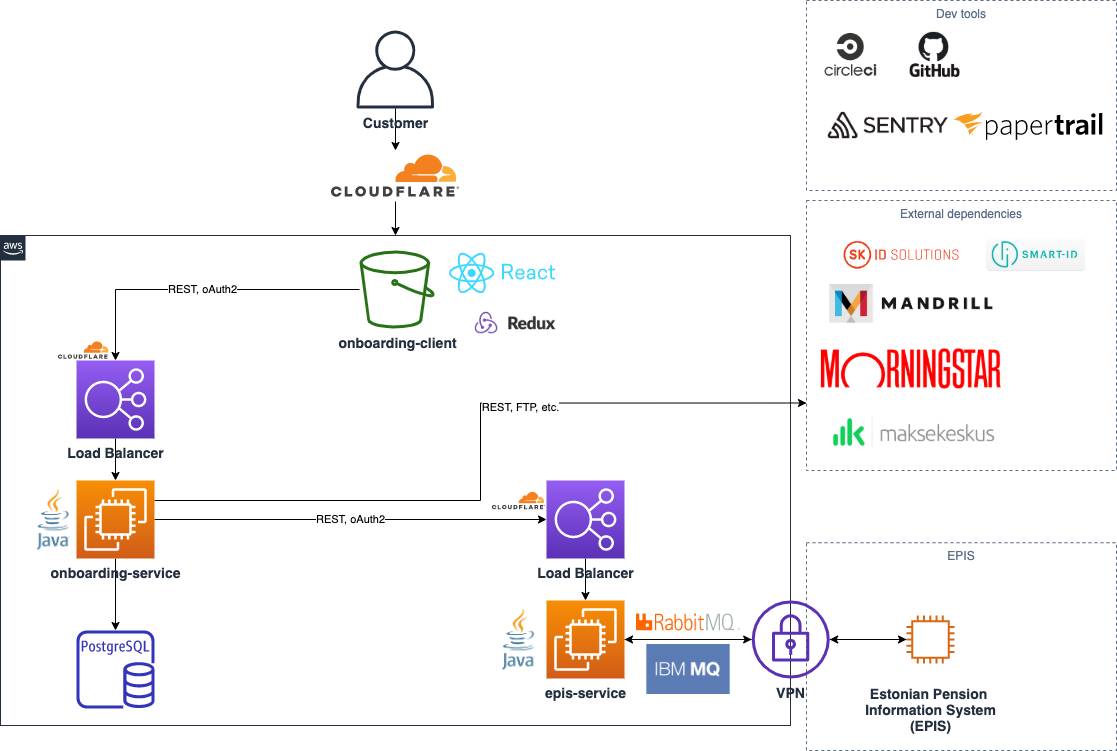 Dev tools
circleci
GitHub
SENTRY
papertrail
Customer
CLOUDFLARE
aws
External dependencies
SK ID SOLUTIONS
SMART-ID
React
REST, oAuth2
MANDRILL
Redux
onboarding-client
CLOUDFLARE
MORNINGSTAR
REST, FTP, etc.
maksekeskus
Load Balancer
CLOUDFLARE
Java
REST, oAuth2
onboarding-service
Load Balancer
EPIS
PostgreSQL
Java
RabbitMQ
IBM MQ
epis-service
VPN
Estonian Pension
Information System
(EPIS)